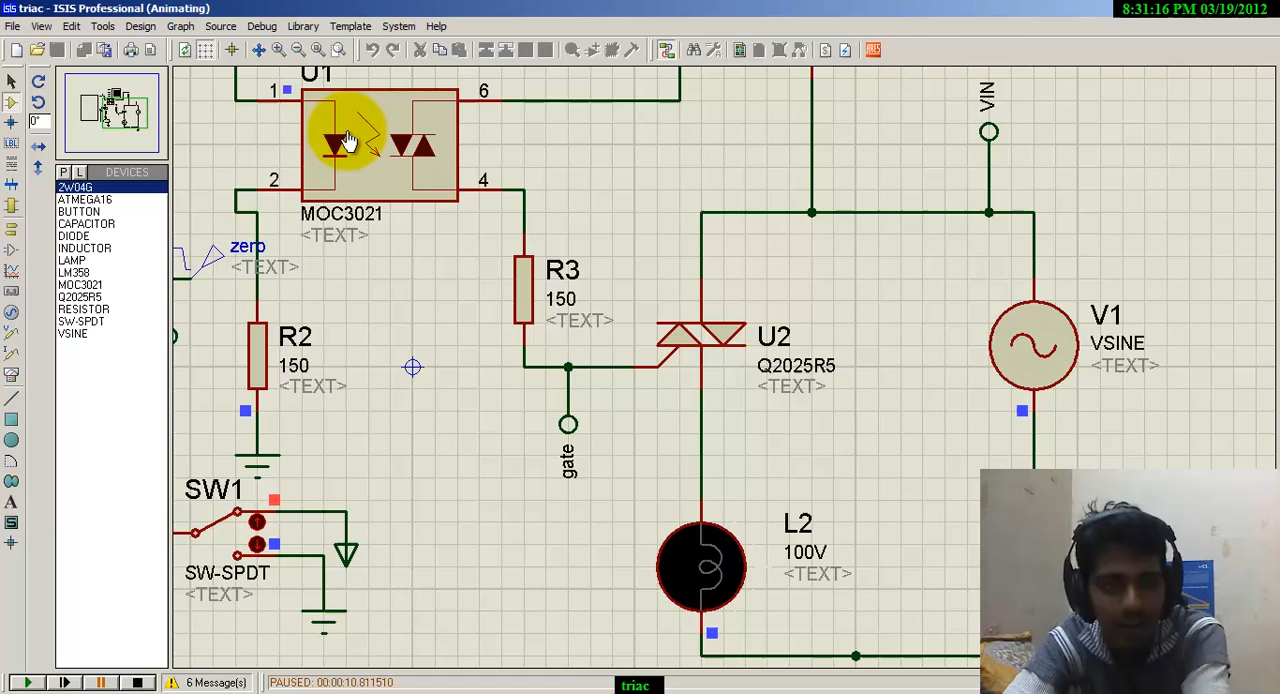 triac - ISIS Professional (Animating)
8:31:16 PM 03/19/2012
File View Edit Tools Design Graph Source Debug Library Template System Help
ARES
U1
1
6
2
4
MOC3021
<TEXT>
0°
LBL
P L DEVICES
2W04G
ATMEGA16
BUTTON
CAPACITOR
DIODE
INDUCTOR
LAMP
LM358
MOC3021
Q2025R5
RESISTOR
SW-SPDT
VSINE
A
S
VIN
zero
<TEXT>
R3
150
<TEXT>
R2
150
<TEXT>
U2
Q2025R5
<TEXT>
V1
VSINE
<TEXT>
gate
SW1
SW-SPDT
<TEXT>
L2
100V
<TEXT>
6 Message(s)
PAUSED: 00:00:10.811510
triac